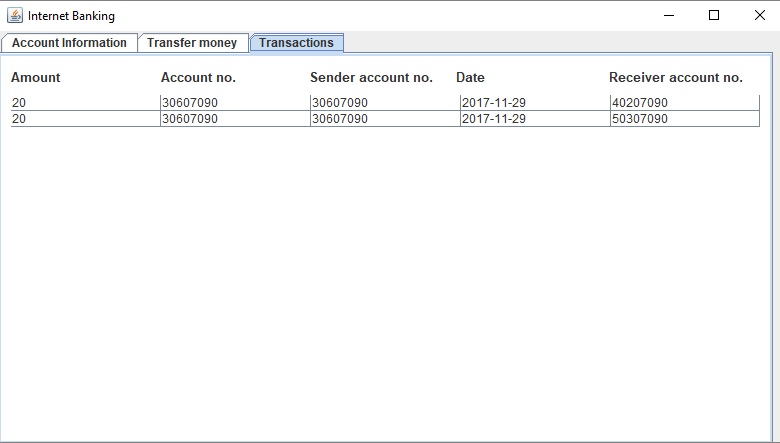 Internet Banking
Account Information Transfer money Transactions
Amount Account no. Sender account no. Date Receiver account no.
20 30607090 30607090 2017-11-29 40207090
20 30607090 30607090 2017-11-29 50307090